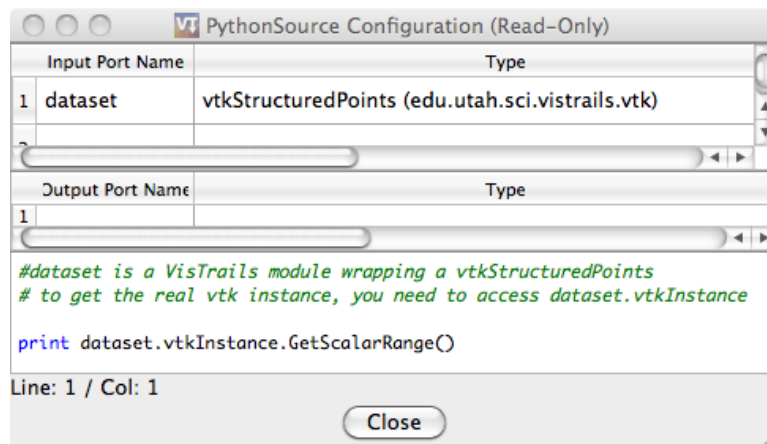 VT PythonSource Configuration (Read-Only)
Input Port Name Type
1 dataset vtkStructuredPoints (edu.utah.sci.vistrails.vtk)
Output Port Name Type
1
#dataset is a VisTrails module wrapping a vtkStructuredPoints
# to get the real vtk instance, you need to access dataset.vtkInstance
print dataset.vtkInstance.GetScalarRange()
Line: 1 / Col: 1
Close